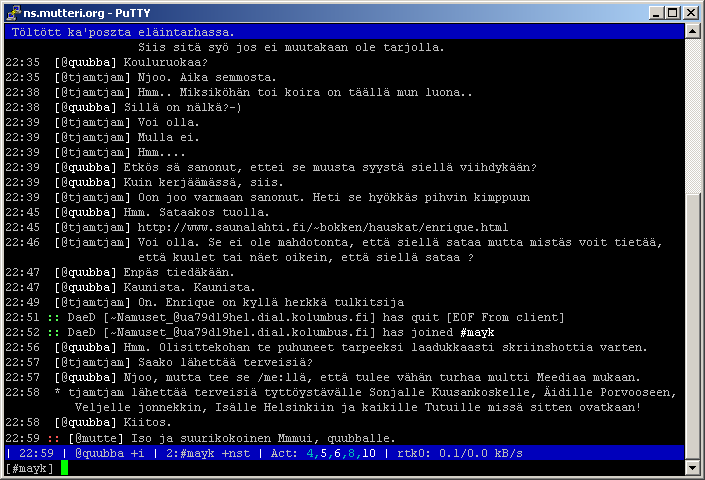 ns.mutteri.org - PuTTY
Töltött ka'poszta eläintarhassa.
Siis sitä syö jos ei muutakaan ole tarjolla.
22:35 [@quubba] Kouluruokaa?
22:35 [@tjamtjam] Njoo. Aika semmosta.
22:38 [@tjamtjam] Hmm.. Miksiköhän toi koira on täällä mun luona..
22:38 [@quubba] Sillä on nälkä?-)
22:39 [@tjamtjam] Voi olla.
22:39 [@tjamtjam] Mulla ei.
22:39 [@tjamtjam] Hmm....
22:39 [@quubba] Etkös sä sanonut, ettei se muusta syystä siellä viihdykään?
22:39 [@quubba] Kuin kerjäämässä, siis.
22:39 [@tjamtjam] Oon joo varmaan sanonut. Heti se hyökkäs pihvin kimppuun
22:45 [@quubba] Hmm. Sataakos tuolla.
22:45 [@tjamtjam] http://www.saunalahti.fi/~bokken/hauskat/enrique.html
22:46 [@tjamtjam] Voi olla. Se ei ole mahdotonta, että siellä sataa mutta mistäs voit tietää,
että kuulet tai näet oikein, että siellä sataa ?
22:47 [@quubba] Enpäs tiedäkään.
22:47 [@quubba] Kaunista. Kaunista.
22:49 [@tjamtjam] On. Enrique on kyllä herkkä tulkitsija
22:51 :: DaeD [~Namuset_@ua79d19hel.dial.kolumbus.fi] has quit [EOF From client]
22:52 :: DaeD [~Namuset_@ua79d19hel.dial.kolumbus.fi] has joined #mayk
22:56 [@quubba] Hmm. Olisittekohan te puhuneet tarpeeksi laadukkaasti skriinshottia varten.
22:57 [@tjamtjam] Saako lähettää terveisiä?
22:57 [@quubba] Njoo, mutta tee se /me:llä, että tulee vähän turhaa multti Meediaa mukaan.
22:58 * tjamtjam lähettää terveisiä tyttöystävälle Sonjalle Kuusankoskelle, Äidille Porvooseen,
Veljelle jonnekkin, Isälle Helsinkiin ja kaikille Tutuille missä sitten ovatkaan!
22:58 [@quubba] Kiitos.
22:59 :: [@mutte] Iso ja suurikokoinen Mmmui, quubballe.
| 22:59 | @quubba +i | 2:#mayk +nst | Act: 4,5,6,8,10 | rtk0: 0.1/0.0 kB/s
[#mayk]